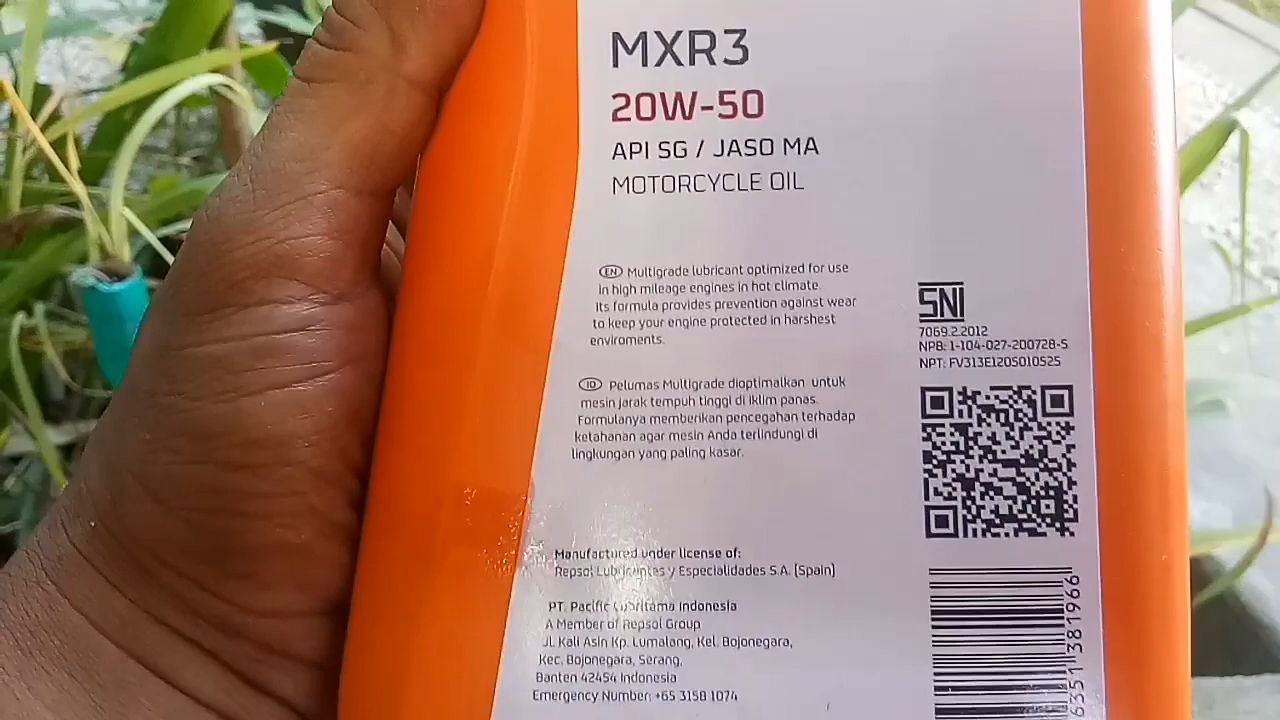 MXR3
20W-50
API SG / JASO MA
MOTORCYCLE OIL
EN Multigrade lubricant optimized for use
in high mileage engines in hot climate.
Its formula provides prevention against wear
to keep your engine protected in harshest
enviroments.
ID Pelumas Multigrade dioptimalkan untuk
mesin jarak tempuh tinggi di iklim panas.
Formulanya memberikan pencegahan terhadap
ketahanan agar mesin Anda terlindungi di
lingkungan yang paling kasar.
SNI
7069.2.2012
NPB: 1-104-027-200728-S
NPT: FV313E1205010525
Manufactured under license of:
Repsol Lubricantes y Especialidades S.A. (Spain)
PT. Pacific Lubritama Indonesia
A Member of Repsol Group
JL. Kali Asin Kp. Lumalang, Kel. Bojonegara,
Kec. Bojonegara, Serang,
Banten 42454 Indonesia
Emergency Number: +65 3158 1074
6351 381966